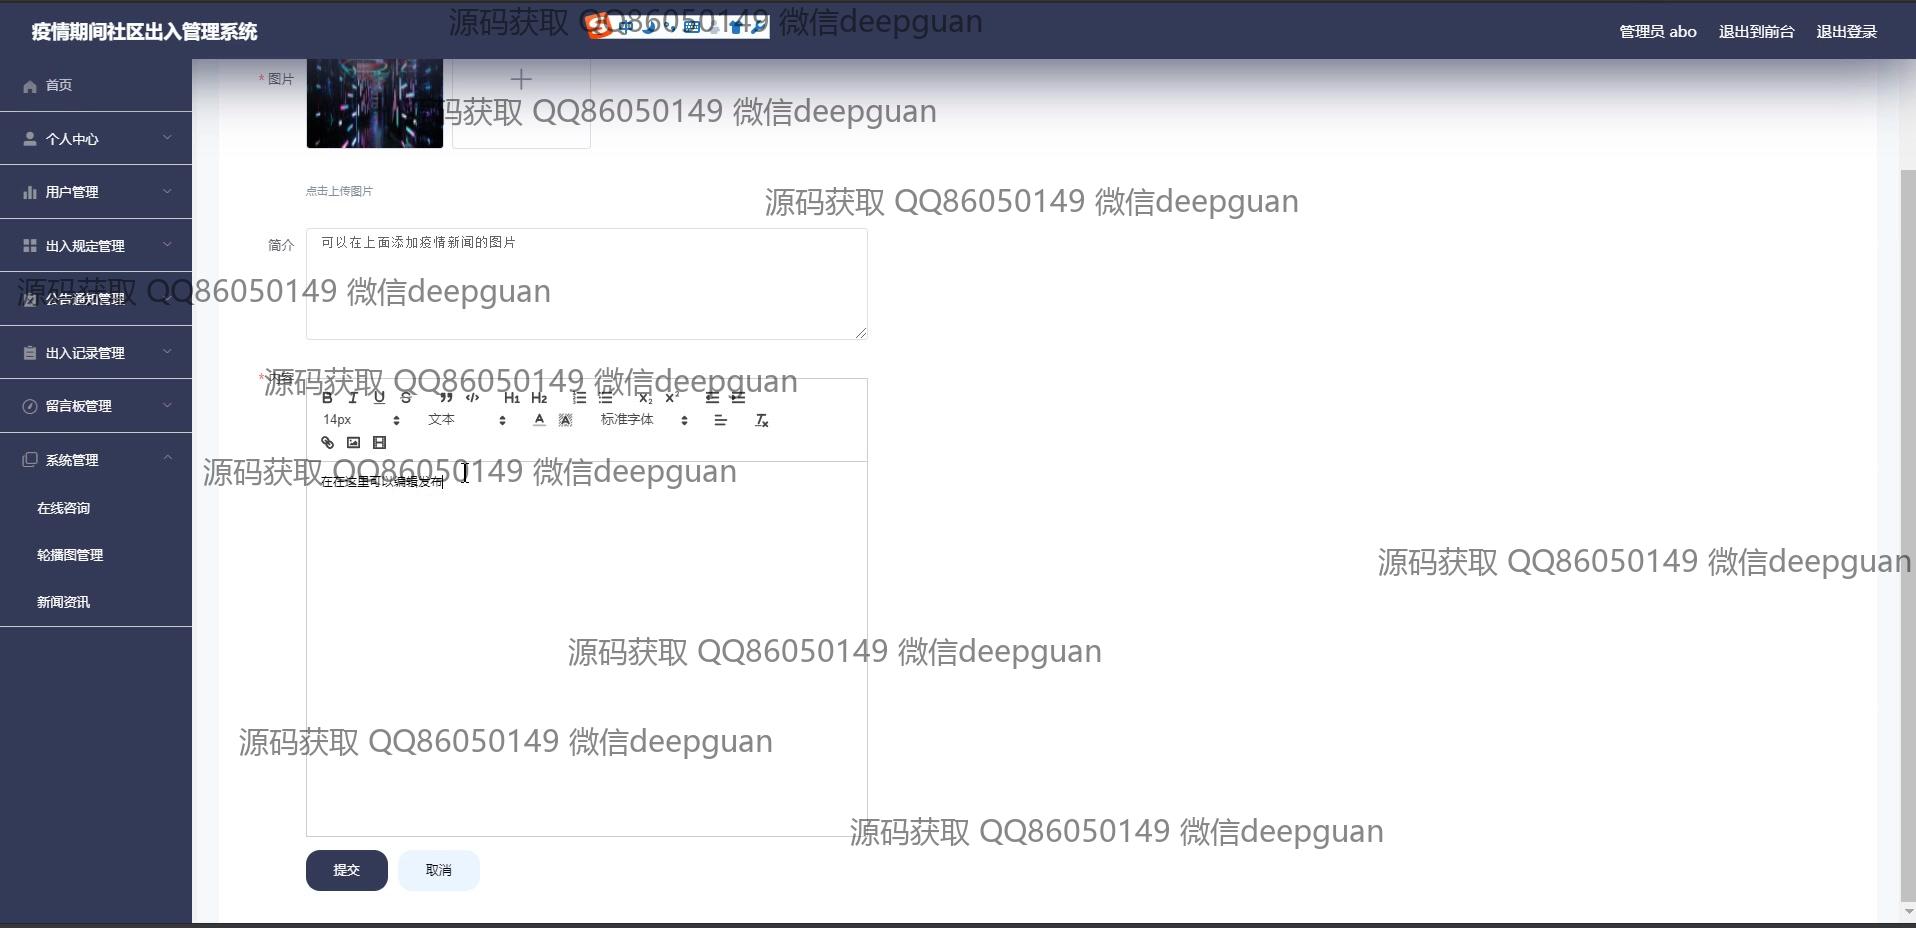 疫情期间社区出入管理系统
源码获取 QQ86050149 微信deepguan
管理员 abo
退出到前台
退出登录
首页
* 图片
码获取 QQ86050149 微信deepguan
个人中心
用户管理
点击上传图片
源码获取 QQ86050149 微信deepguan
出入规定管理
简介
可以在上面添加疫情新闻的图片
公告通知管理
源码获取 QQ86050149 微信deepguan
出入记录管理
* 内容
源码获取 QQ86050149 微信deepguan
B I U S H1 H2 X2 X2
留言板管理
14px 文本 A A 标准字体 Tx
系统管理
源码获取 QQ86050149 微信deepguan
在在这里可以编辑发布
在线咨询
轮播图管理
源码获取 QQ86050149 微信deepguan
新闻资讯
源码获取 QQ86050149 微信deepguan
源码获取 QQ86050149 微信deepguan
源码获取 QQ86050149 微信deepguan
提交
取消